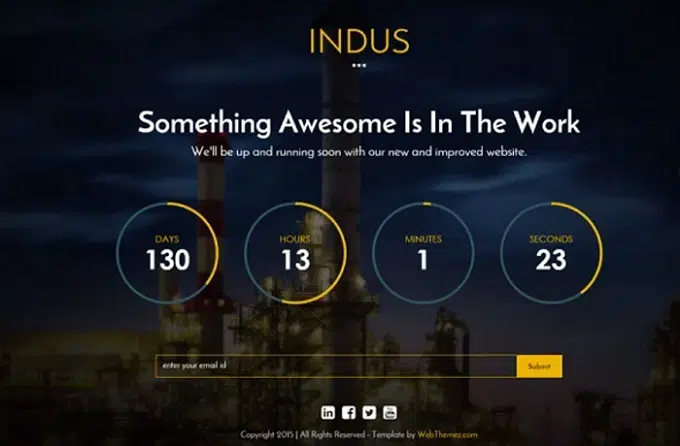 INDUS
Something Awesome Is In The Work
We'll be up and running soon with our new and improved website.
DAYS HOURS MINUTES SECONDS
130 13 1 23
enter your email id Submit
Copyright 2015 | All Rights Reserved - Template by WebThemez.com